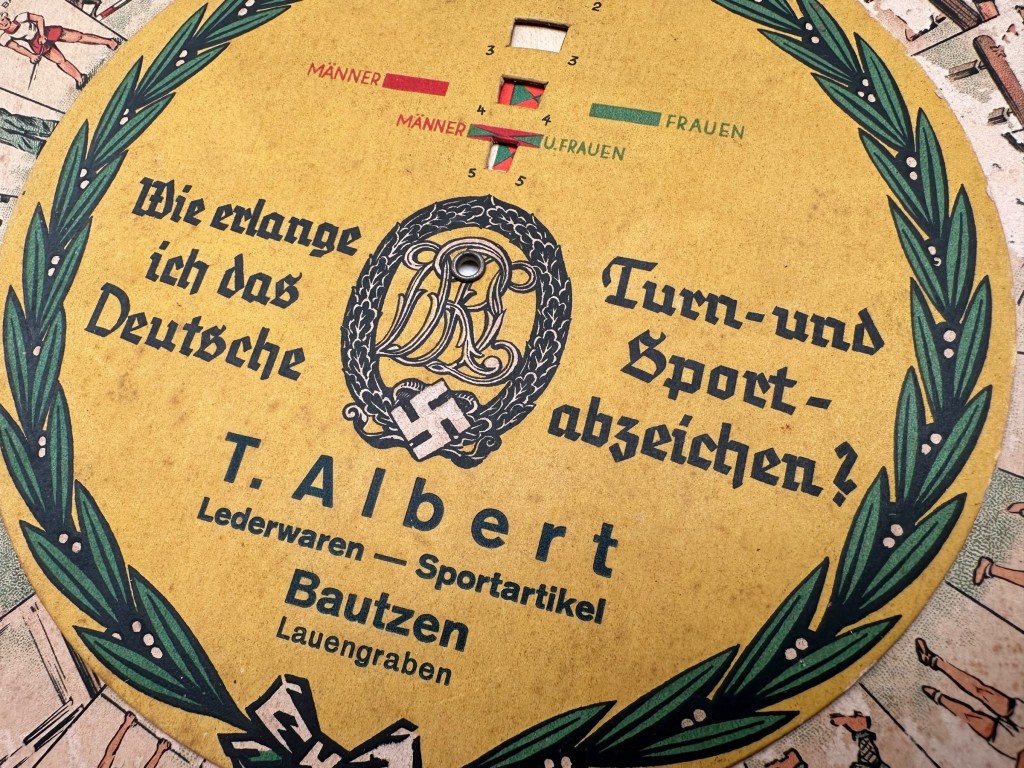 2
3 3
MÄNNER
4 4
FRAUEN
MÄNNER U. FRAUEN
5 5
Wie erlange
ich das
Deutsche
Turn- und
Sport-
abzeichen?
T. Albert
Lederwaren — Sportartikel
Bautzen
Lauengraben